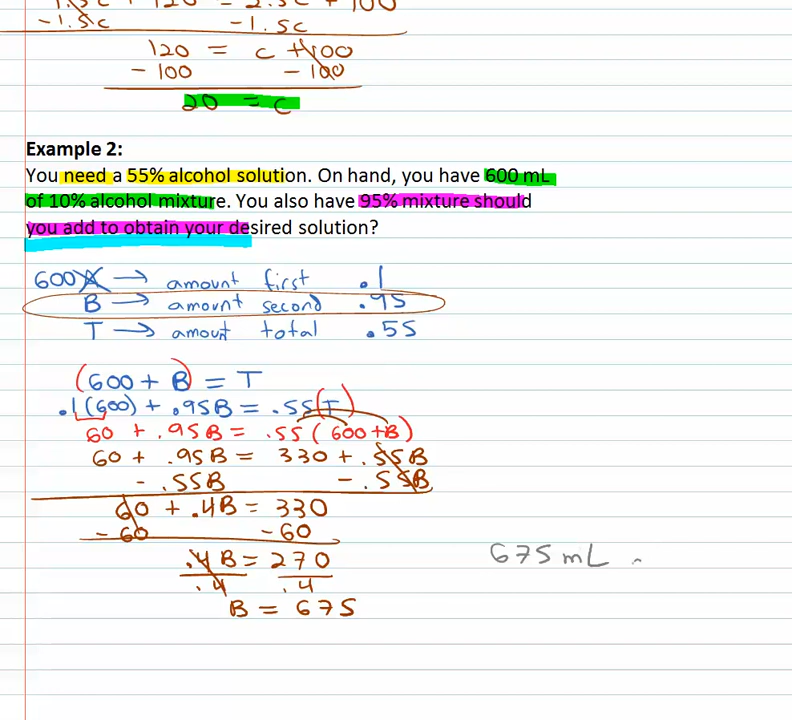 120 = c + 100
- 1.5c - 1.5c
120 = c + 100
- 100 - 100
20 = c
Example 2:
You need a 55% alcohol solution. On hand, you have 600 mL
of 10% alcohol mixture. You also have 95% mixture should
you add to obtain your desired solution?
600 A → amount first .1
B → amount second .95
T → amount total .55
(600 + B) = T
.1(600) + .95B = .55(T)
60 + .95B = .55(600+B)
60 + .95B = 330 + .55B
- .55B - .55B
60 + .4B = 330
- 60 - 60
.4B = 270
.4 .4
675 mL
B = 675